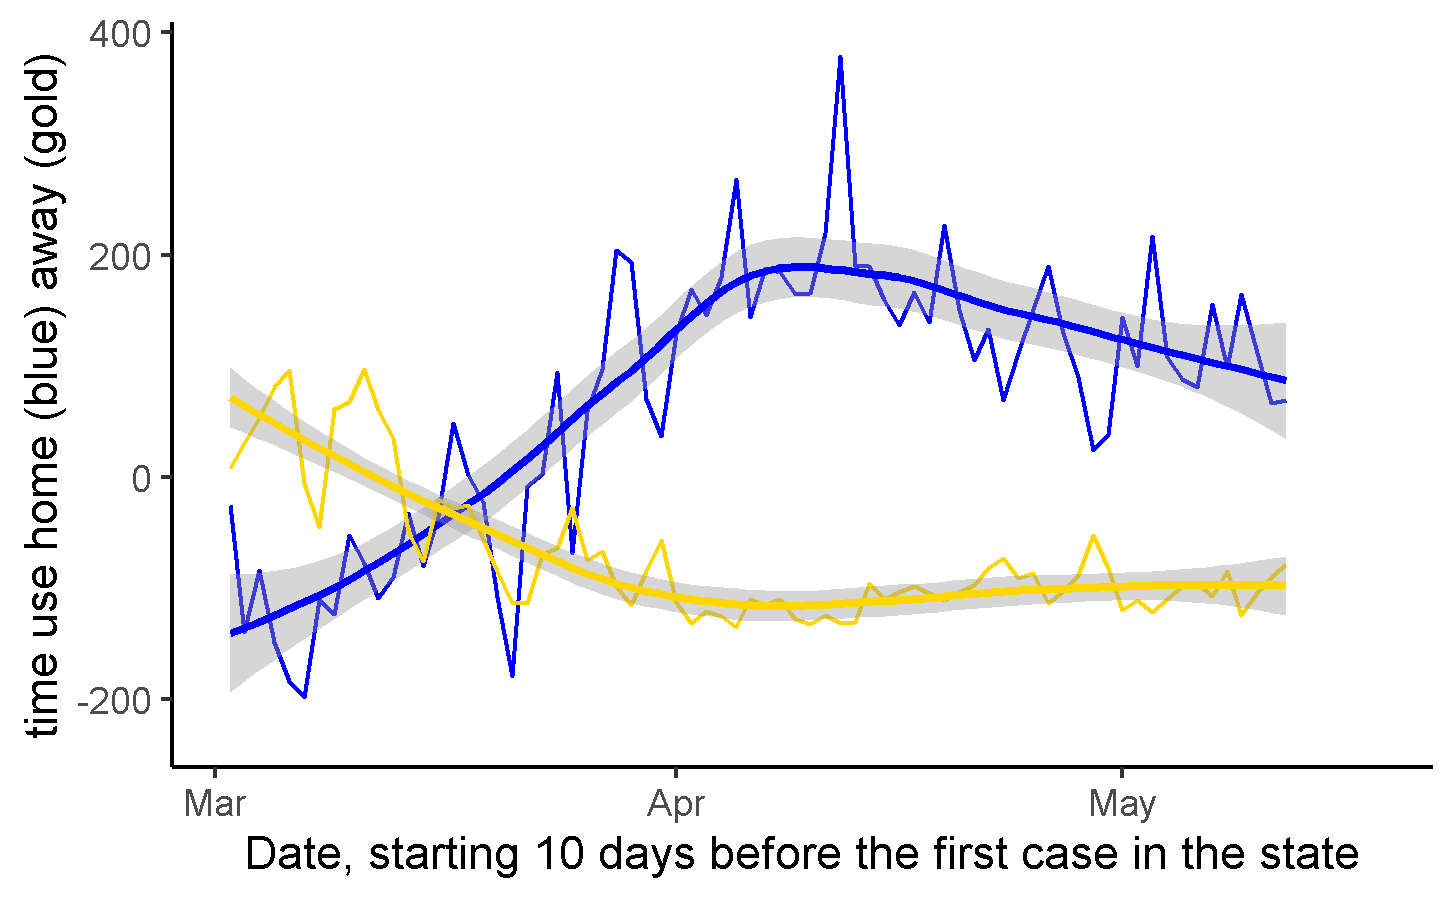 time use home (blue) away (gold)
400
200
0
-200
Mar
Apr
May
Date, starting 10 days before the first case in the state